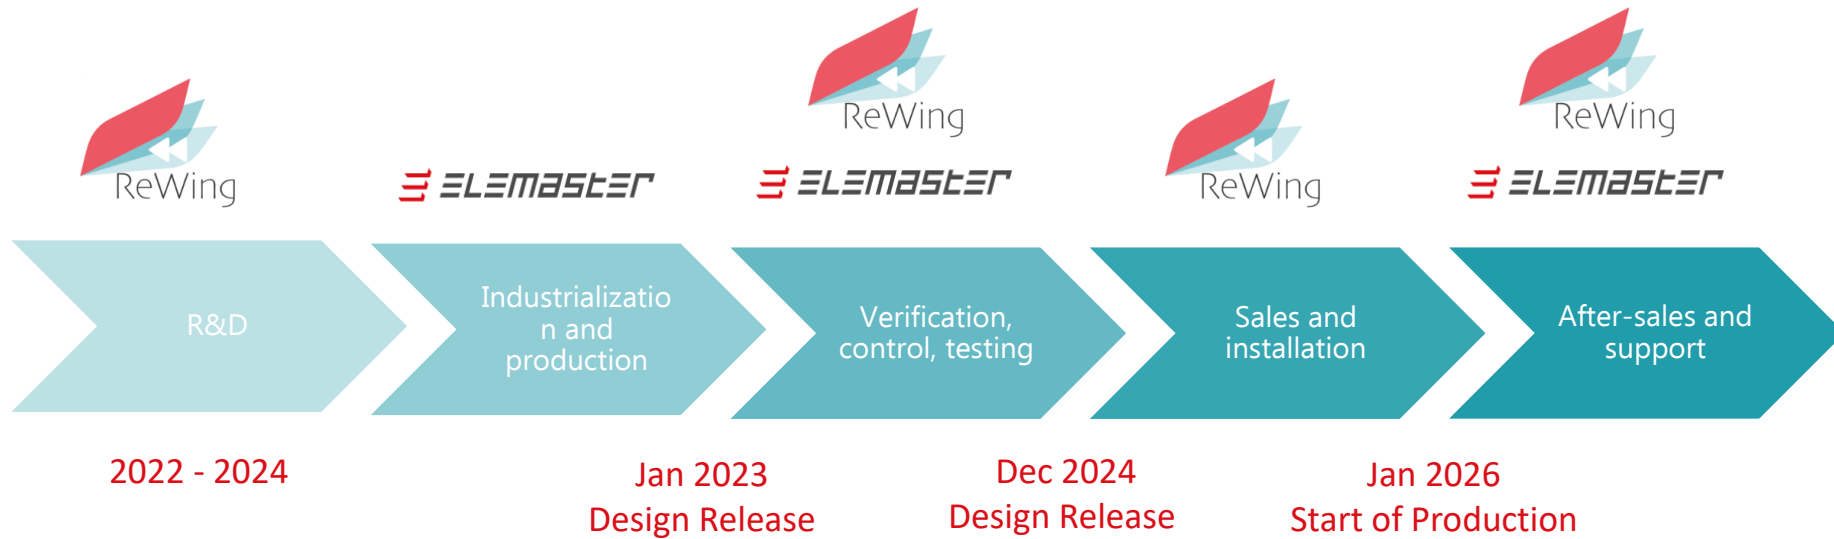 ReWing
ELEMASTER
ReWing
ELEMASTER
ReWing
ReWing
ELEMASTER
R&D
Industrializatio
n and
production
Verification,
control, testing
Sales and
installation
After-sales and
support
2022 - 2024
Jan 2023
Design Release
Dec 2024
Design Release
Jan 2026
Start of Production